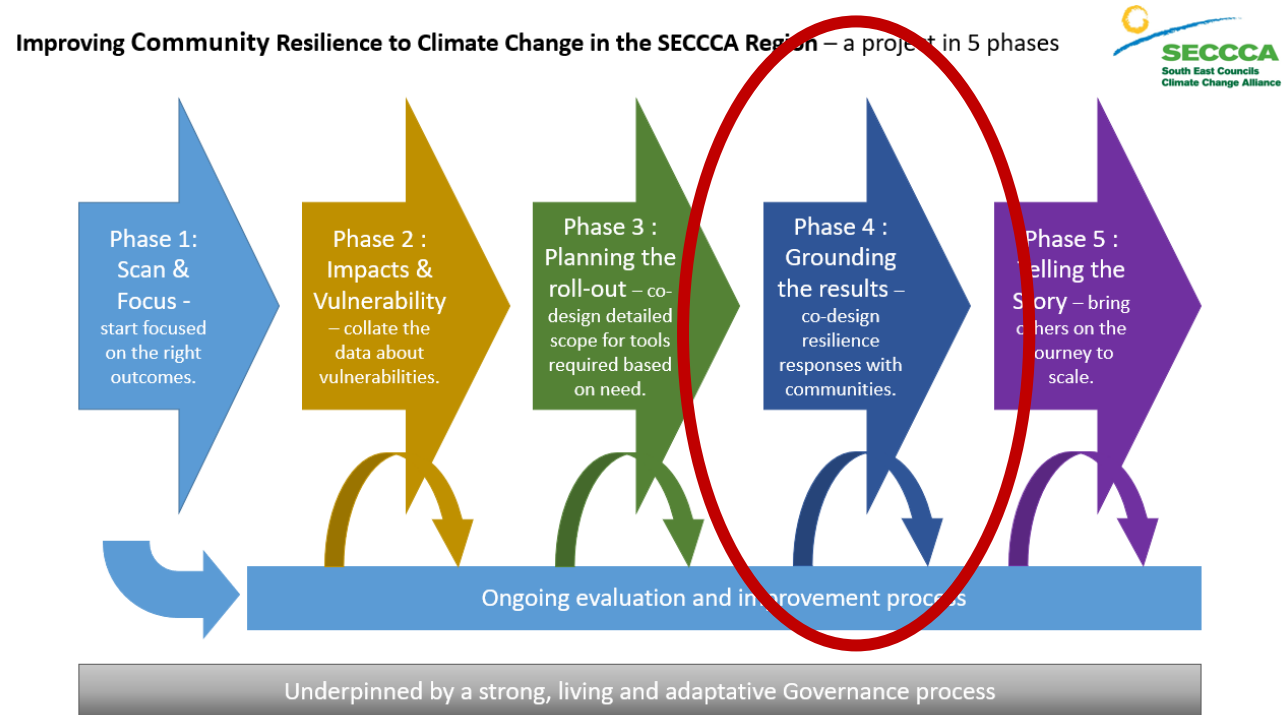 Improving Community Resilience to Climate Change in the SECCCA Region – a project in 5 phases
SECCCA
South East Councils
Climate Change Alliance
Phase 1:
Scan &
Focus -
start focused
on the right
outcomes.
Phase 2 :
Impacts &
Vulnerability
– collate the
data about
vulnerabilities.
Phase 3 :
Planning the
roll-out – co-
design detailed
scope for tools
required based
on need.
Phase 4 :
Grounding
the results –
co-design
resilience
responses with
communities.
Phase 5 :
Telling the
Story – bring
others on the
journey to
scale.
Ongoing evaluation and improvement process
Underpinned by a strong, living and adaptative Governance process